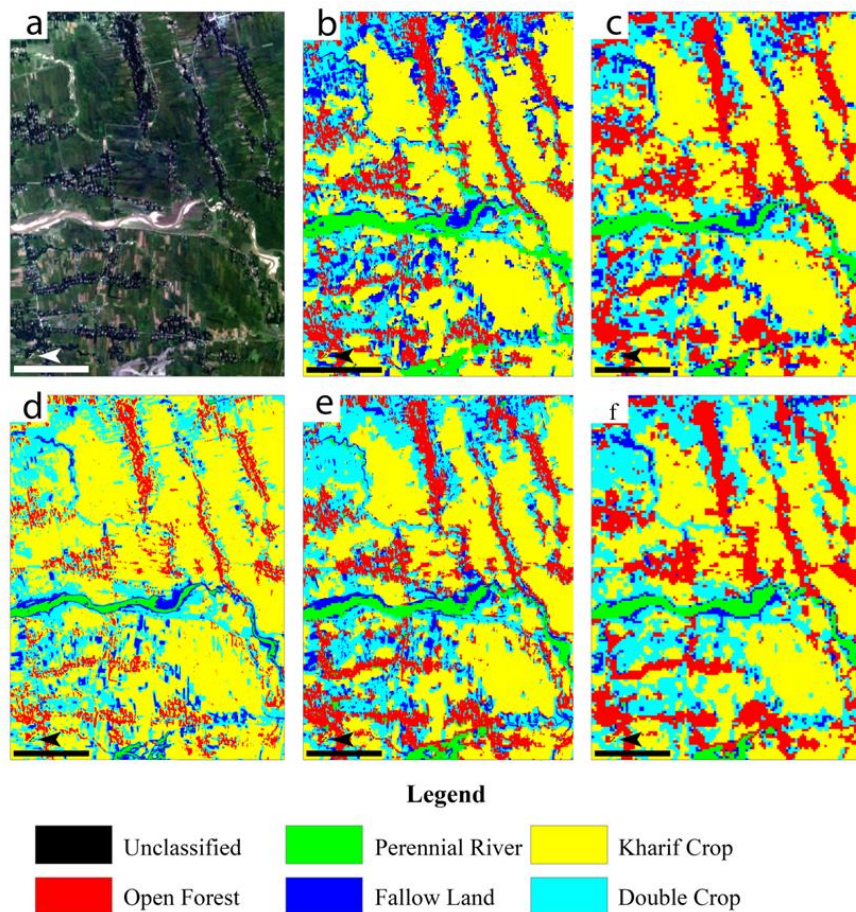 a b c
d e f
Legend
Unclassified Perennial River Kharif Crop
Open Forest Fallow Land Double Crop